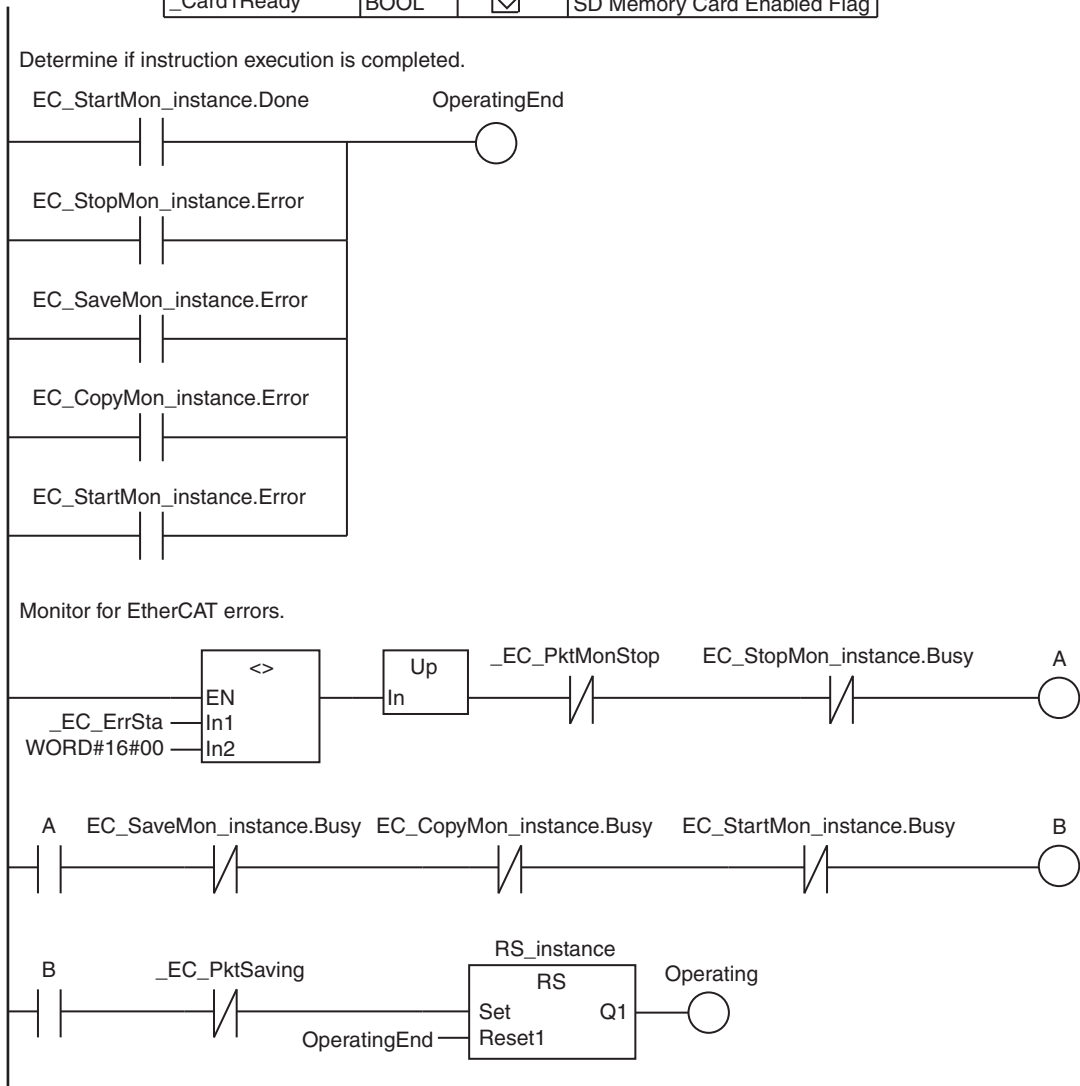 _Card1Ready BOOL SD Memory Card Enabled Flag
Determine if instruction execution is completed.
EC_StartMon_instance.Done OperatingEnd
EC_StopMon_instance.Error
EC_SaveMon_instance.Error
EC_CopyMon_instance.Error
EC_StartMon_instance.Error
Monitor for EtherCAT errors.
<> Up _EC_PktMonStop EC_StopMon_instance.Busy A
EN In
_EC_ErrSta In1
WORD#16#00 In2
A EC_SaveMon_instance.Busy EC_CopyMon_instance.Busy EC_StartMon_instance.Busy B
RS_instance
B _EC_PktSaving RS Operating
Set Q1
OperatingEnd Reset1